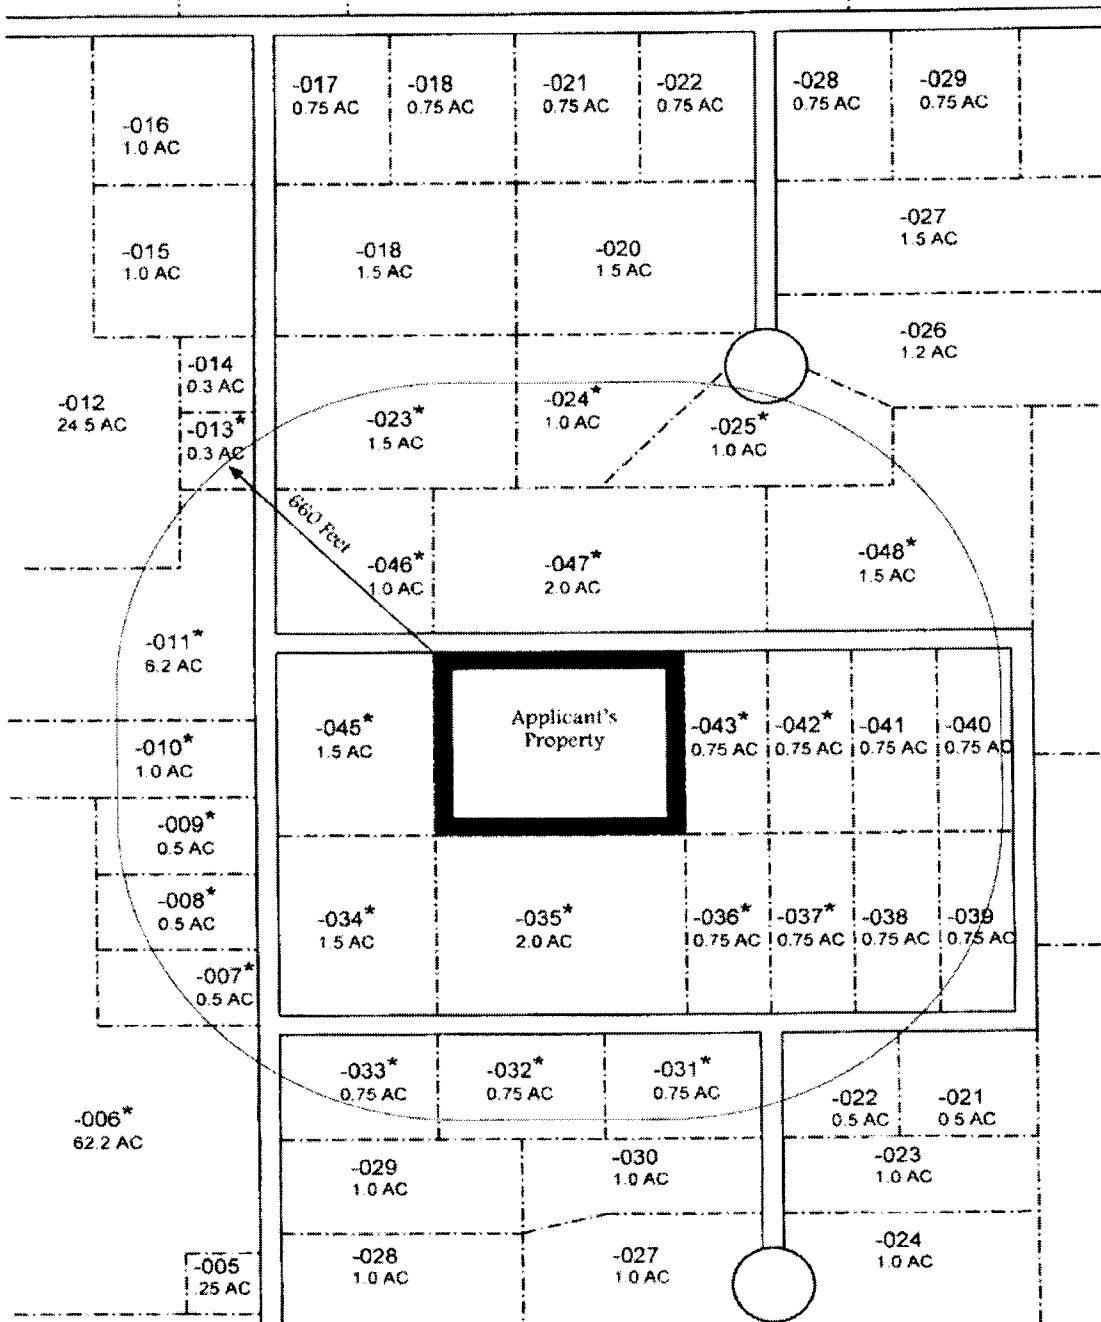 -017
0.75 AC
-018
0.75 AC
-021
0.75 AC
-022
0.75 AC
-028
0.75 AC
-029
0.75 AC
-016
1.0 AC
-015
1.0 AC
-018
1.5 AC
-020
1.5 AC
-027
1.5 AC
-026
1.2 AC
-014
0.3 AC
-012
24.5 AC
-013*
0.3 AC
-023*
1.5 AC
-024*
1.0 AC
-025*
1.0 AC
660 Feet
-046*
1.0 AC
-047*
2.0 AC
-048*
1.5 AC
-011*
6.2 AC
-010*
1.0 AC
-045*
1.5 AC
Applicant's
Property
-043*
0.75 AC
-042*
0.75 AC
-041
0.75 AC
-040
0.75 AC
-009*
0.5 AC
-008*
0.5 AC
-007*
0.5 AC
-034*
1.5 AC
-035*
2.0 AC
-036*
0.75 AC
-037*
0.75 AC
-038
0.75 AC
-039
0.75 AC
-033*
0.75 AC
-032*
0.75 AC
-031*
0.75 AC
-022
0.5 AC
-021
0.5 AC
-006*
62.2 AC
-029
1.0 AC
-030
1.0 AC
-023
1.0 AC
-005
.25 AC
-028
1.0 AC
-027
1.0 AC
-024
1.0 AC